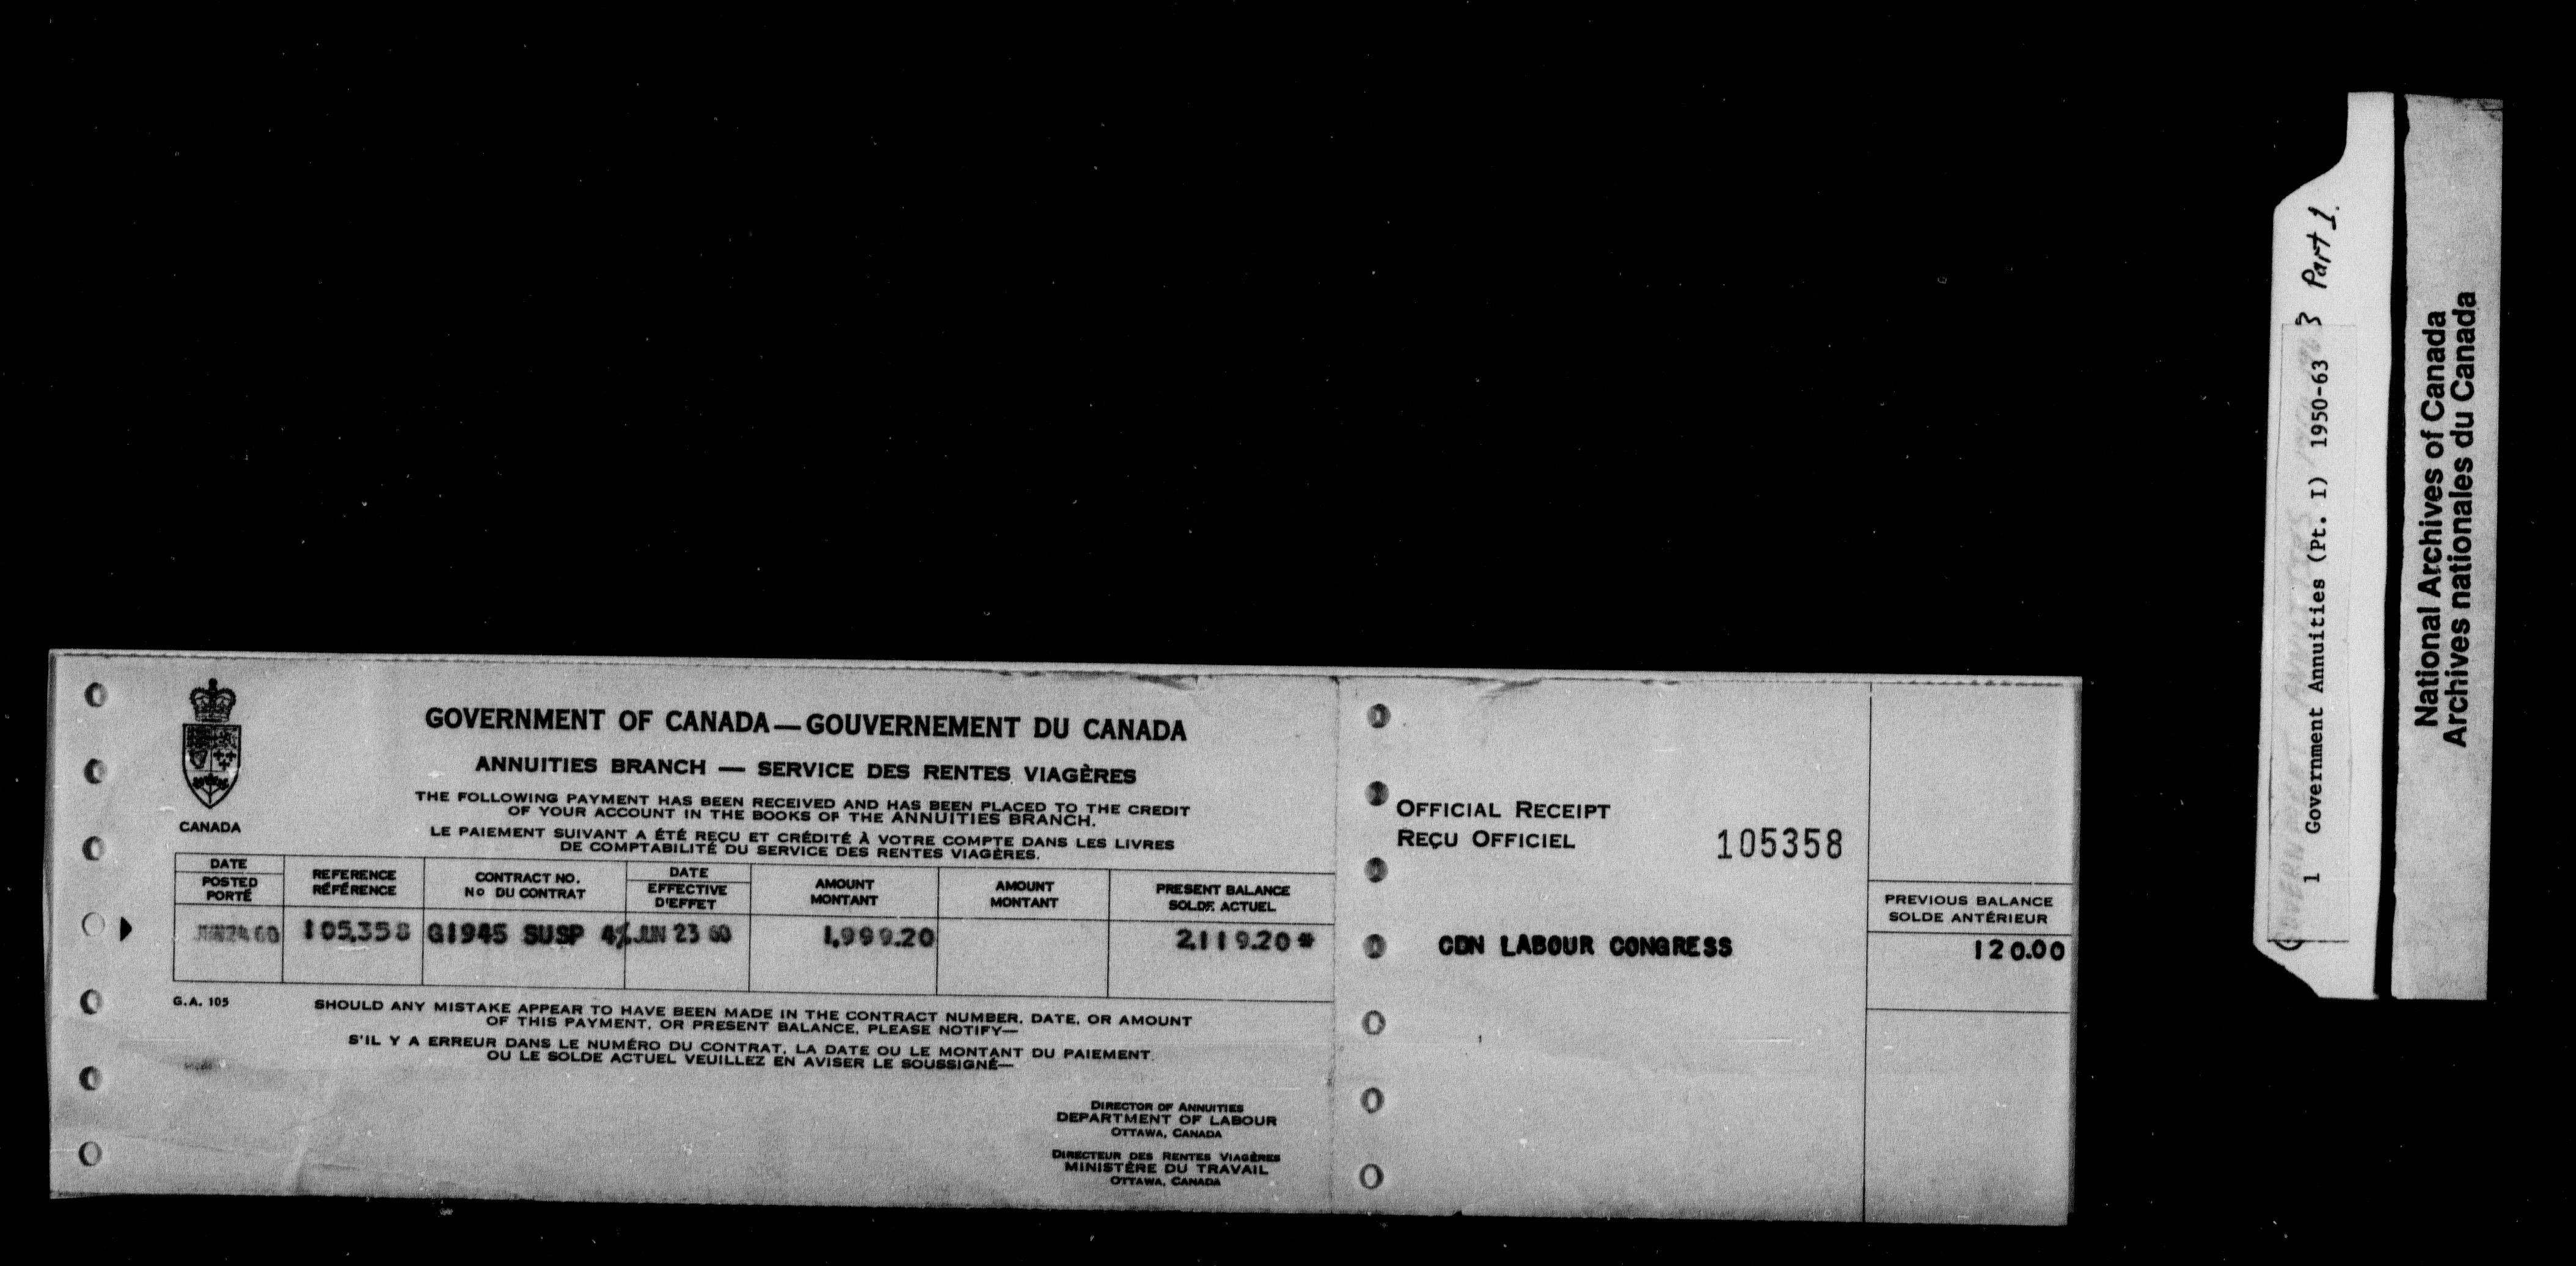 GOVERNMENT OF CANADA—GOUVERNEMENT DU CANADA
ANNUITIES BRANCH — SERVICE DES RENTES VIAGÈRES
THE FOLLOWING PAYMENT HAS BEEN RECEIVED AND HAS BEEN PLACED TO THE CREDIT
OF YOUR ACCOUNT IN THE BOOKS OF THE ANNUITIES BRANCH.
LE PAIEMENT SUIVANT A ÉTÉ REÇU ET CRÉDITÉ À VOTRE COMPTE DANS LES LIVRES
DE COMPTABILITÉ DU SERVICE DES RENTES VIAGÈRES.
CANADA
DATE
POSTED
PORTÉ
REFERENCE
RÉFÉRENCE
CONTRACT NO.
No DU CONTRAT
DATE
EFFECTIVE
D'EFFET
AMOUNT
MONTANT
AMOUNT
MONTANT
PRESENT BALANCE
SOLDE ACTUEL
JUN 24 60 105,358 G1945 SUSP 4% JUN 23 60 1,999.20 2,119.20*
G.A. 105
SHOULD ANY MISTAKE APPEAR TO HAVE BEEN MADE IN THE CONTRACT NUMBER, DATE, OR AMOUNT
OF THIS PAYMENT, OR PRESENT BALANCE, PLEASE NOTIFY—
S'IL Y A ERREUR DANS LE NUMÉRO DU CONTRAT, LA DATE OU LE MONTANT DU PAIEMENT
OU LE SOLDE ACTUEL VEUILLEZ EN AVISER LE SOUSSIGNÉ—
DIRECTOR OF ANNUITIES
DEPARTMENT OF LABOUR
OTTAWA, CANADA
DIRECTEUR DES RENTES VIAGÈRES
MINISTÈRE DU TRAVAIL
OTTAWA, CANADA
OFFICIAL RECEIPT
REÇU OFFICIEL 105358
CDN LABOUR CONGRESS
PREVIOUS BALANCE
SOLDE ANTÉRIEUR
120.00
1 Government Annuities (Pt. I) 1950-63 3 Part 1.
National Archives of Canada
Archives nationales du Canada